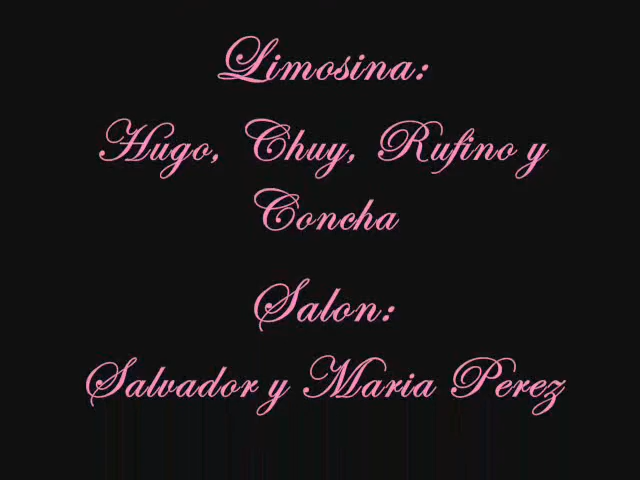 Limosina:
Hugo, Chuy, Rufino y
Concha
Salon:
Salvador y Maria Perez